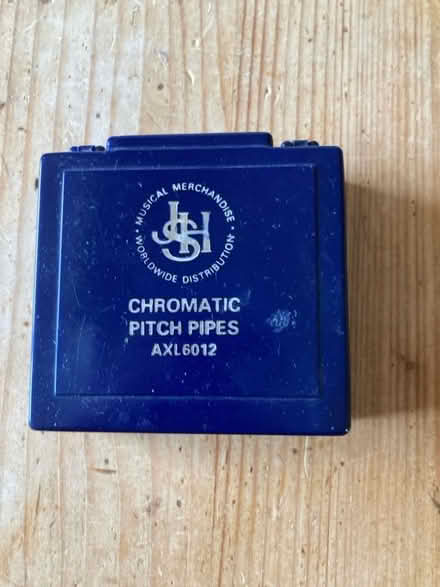 MUSICAL MERCHANDISE
JSH
WORLDWIDE DISTRIBUTION
CHROMATIC
PITCH PIPES
AXL6012